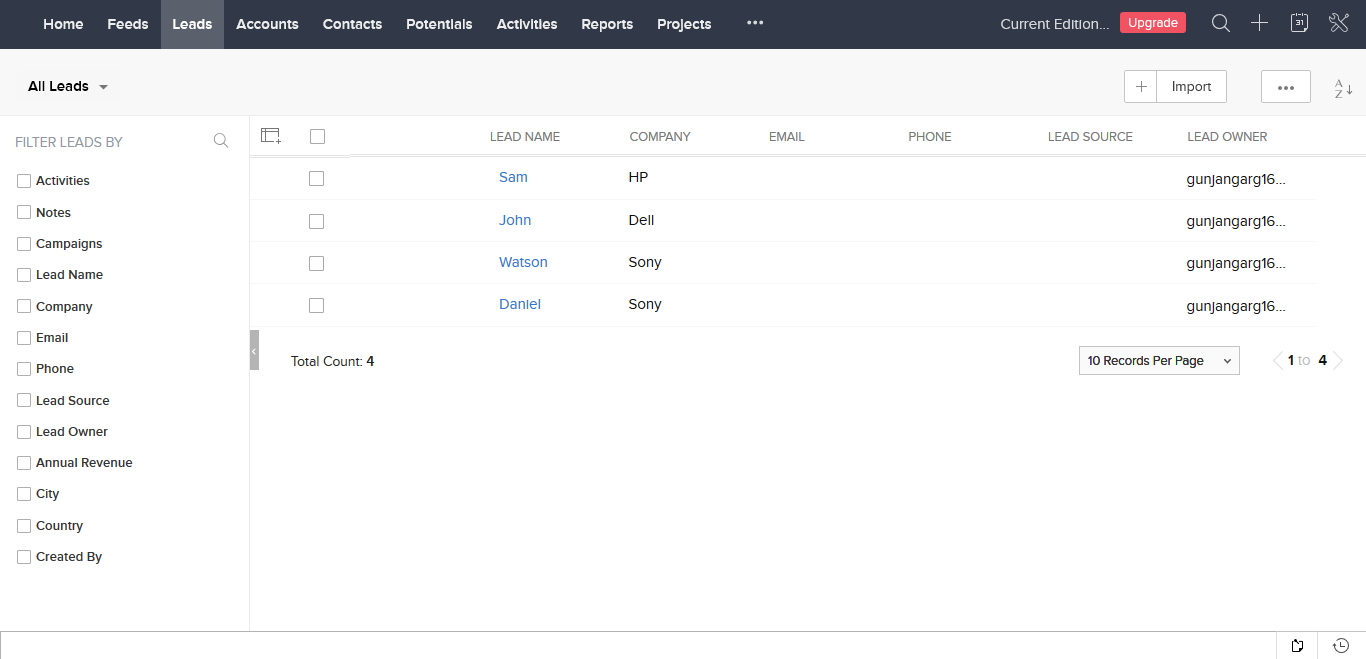 Home Feeds Leads Accounts Contacts Potentials Activities Reports Projects ••• Current Edition... Upgrade 31
All Leads + Import ••• A Z
FILTER LEADS BY
Activities
Notes
Campaigns
Lead Name
Company
Email
Phone
Lead Source
Lead Owner
Annual Revenue
City
Country
Created By
LEAD NAME COMPANY EMAIL PHONE LEAD SOURCE LEAD OWNER
Sam HP gunjangarg16...
John Dell gunjangarg16...
Watson Sony gunjangarg16...
Daniel Sony gunjangarg16...
Total Count: 4 10 Records Per Page 1 to 4